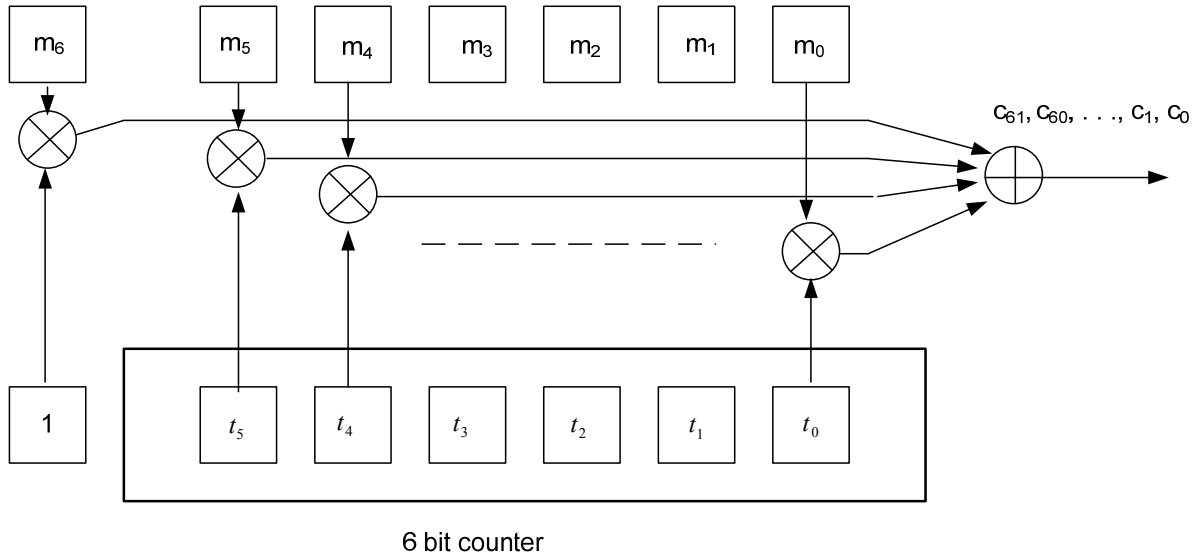 m₆ m₅ m₄ m₃ m₂ m₁ m₀
c₆₁, c₆₀, . . ., c₁, c₀
1 t₅ t₄ t₃ t₂ t₁ t₀
6 bit counter